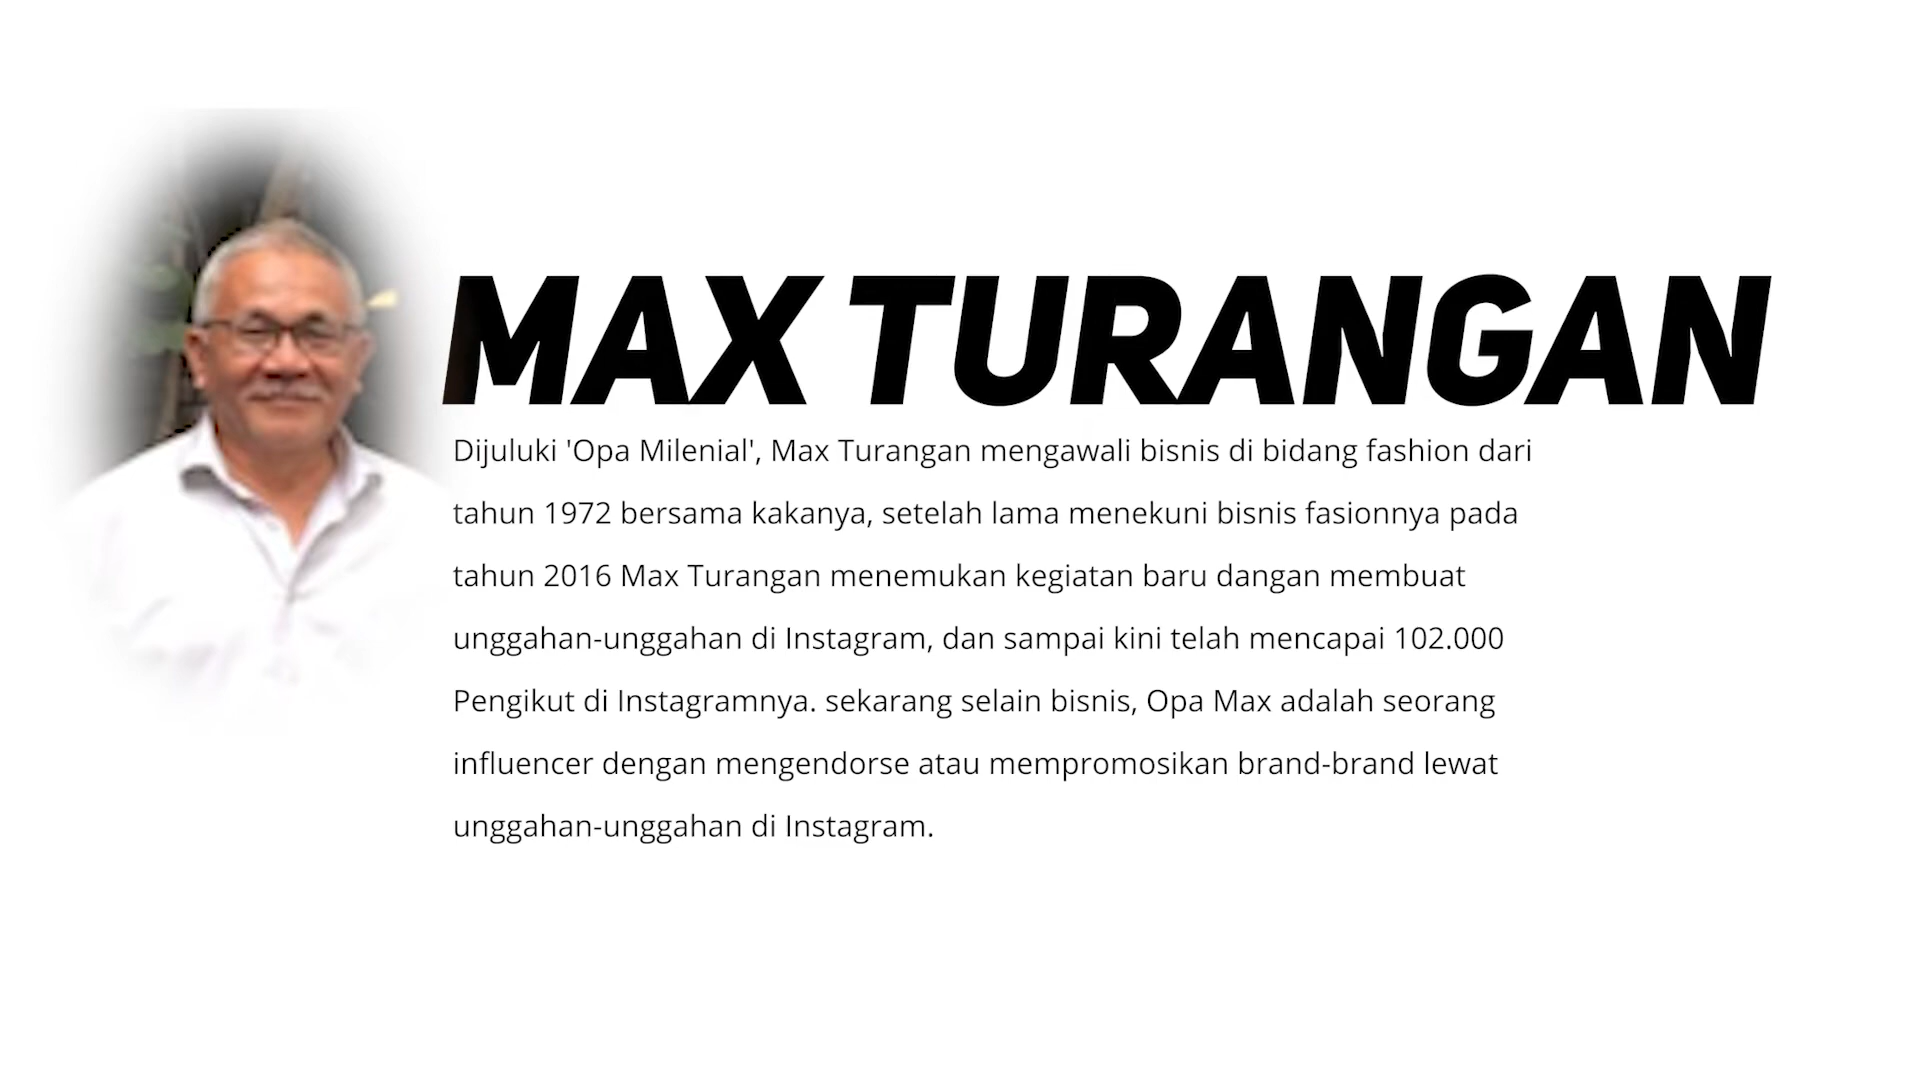 MAX TURANGAN
Dijuluki 'Opa Milenial', Max Turangan mengawali bisnis di bidang fashion dari
tahun 1972 bersama kakanya, setelah lama menekuni bisnis fasionnya pada
tahun 2016 Max Turangan menemukan kegiatan baru dangan membuat
unggahan-unggahan di Instagram, dan sampai kini telah mencapai 102.000
Pengikut di Instagramnya. sekarang selain bisnis, Opa Max adalah seorang
influencer dengan mengendorse atau mempromosikan brand-brand lewat
unggahan-unggahan di Instagram.